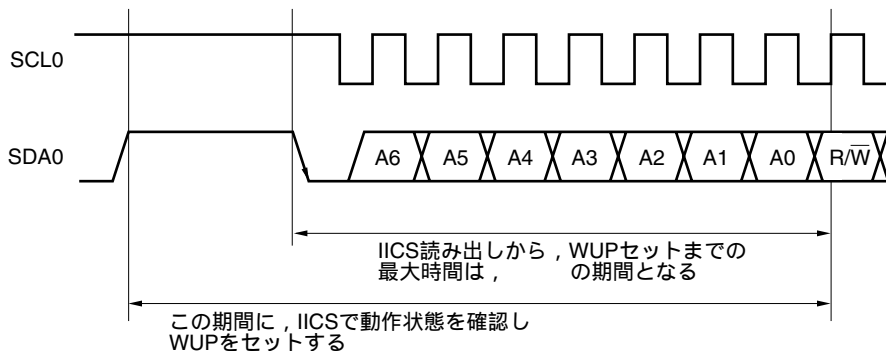 SCL0
SDA0
A6 A5 A4 A3 A2 A1 A0 R/W̅
IICS読み出しから，WUPセットまでの
最大時間は，　　の期間となる
この期間に，IICSで動作状態を確認し
WUPをセットする